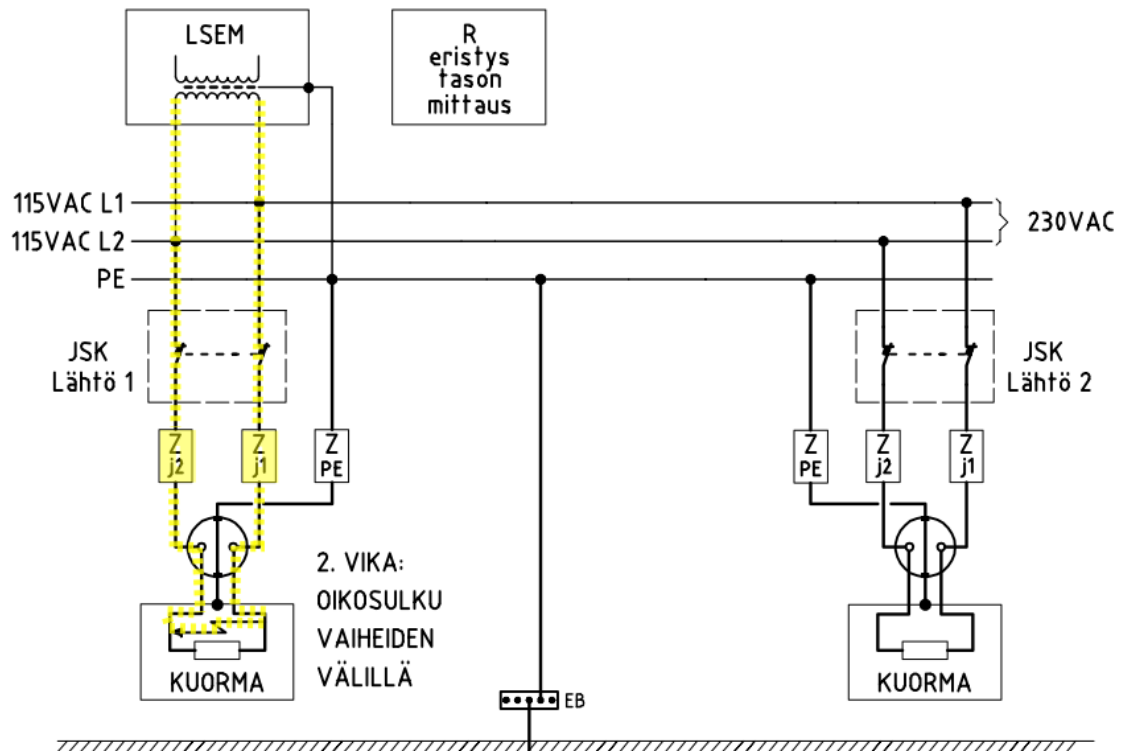 LSEM
R
eristys
tason
mittaus
115VAC L1
115VAC L2
230VAC
PE
JSK
Lähtö 1
JSK
Lähtö 2
Z
j2
Z
j1
Z
PE
Z
PE
Z
j2
Z
j1
2. VIKA:
OIKOSULKU
VAIHEIDEN
VÄLILLÄ
KUORMA
KUORMA
EB